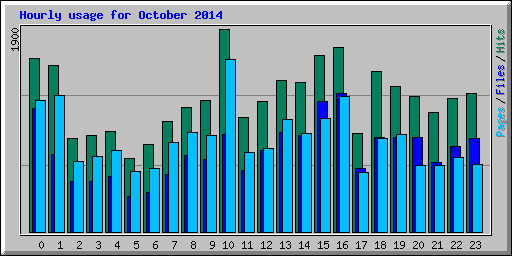 Hourly usage for October 2014
1900
Pages / Files / Hits
0 1 2 3 4 5 6 7 8 9 10 11 12 13 14 15 16 17 18 19 20 21 22 23